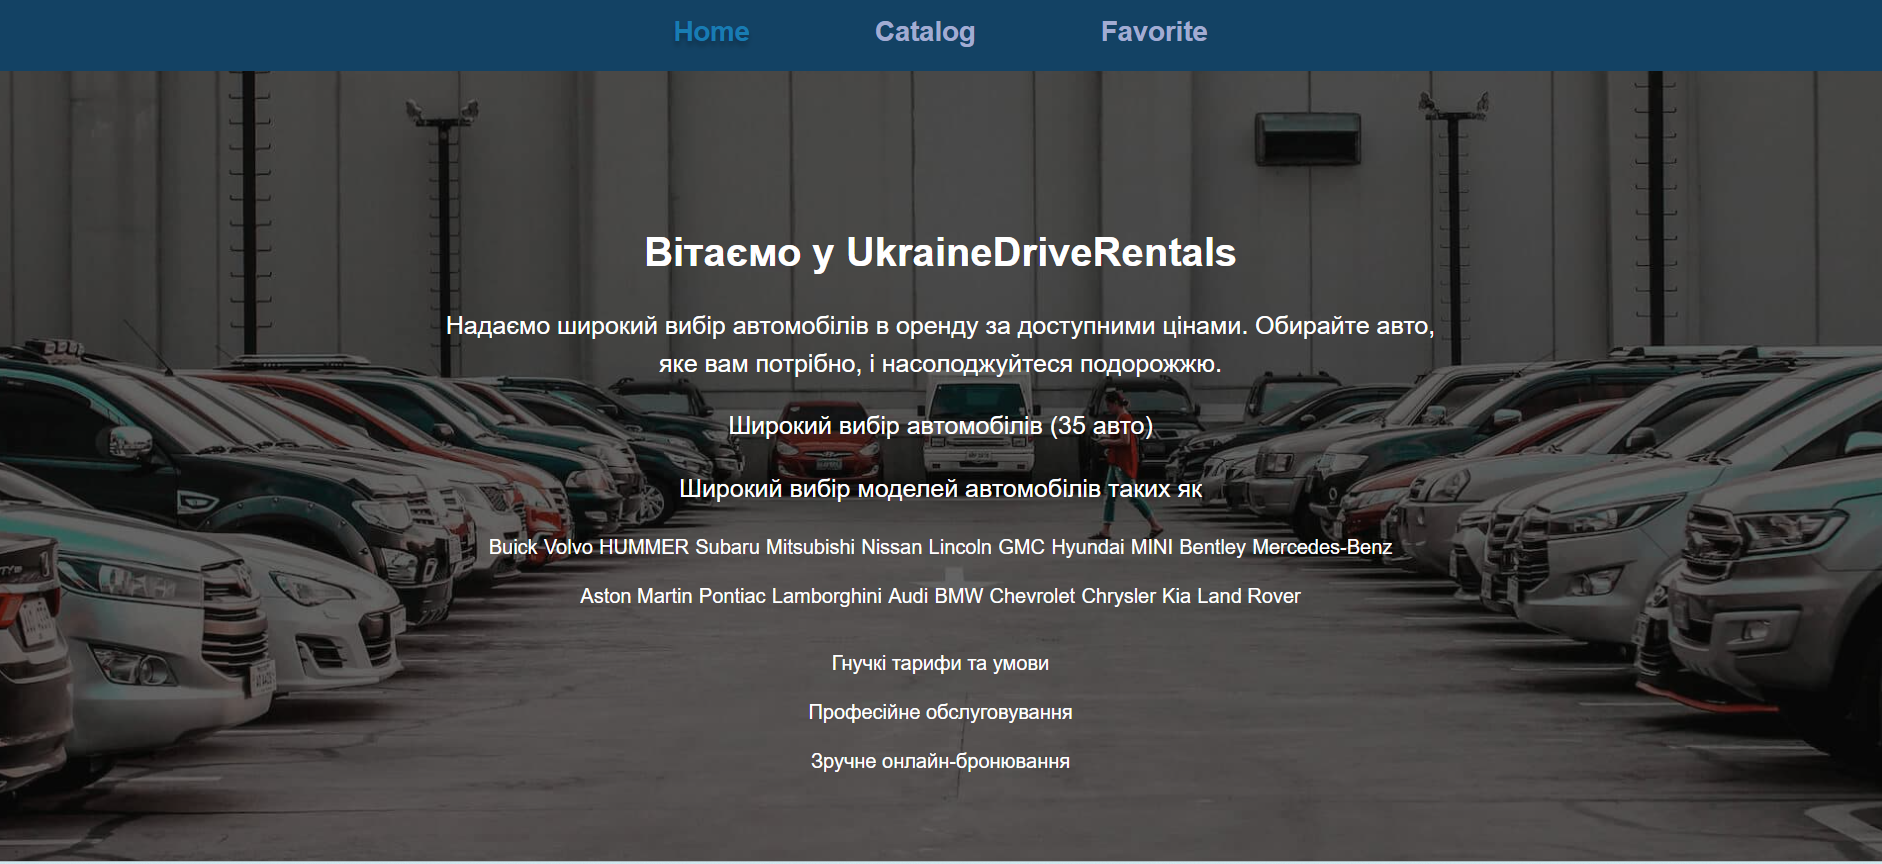 Home Catalog Favorite
Вітаємо у UkraineDriveRentals
Надаємо широкий вибір автомобілів в оренду за доступними цінами. Обирайте авто,
яке вам потрібно, і насолоджуйтеся подорожжю.
Широкий вибір автомобілів (35 авто)
Широкий вибір моделей автомобілів таких як
Buick Volvo HUMMER Subaru Mitsubishi Nissan Lincoln GMC Hyundai MINI Bentley Mercedes-Benz
Aston Martin Pontiac Lamborghini Audi BMW Chevrolet Chrysler Kia Land Rover
Гнучкі тарифи та умови
Професійне обслуговування
Зручне онлайн-бронювання